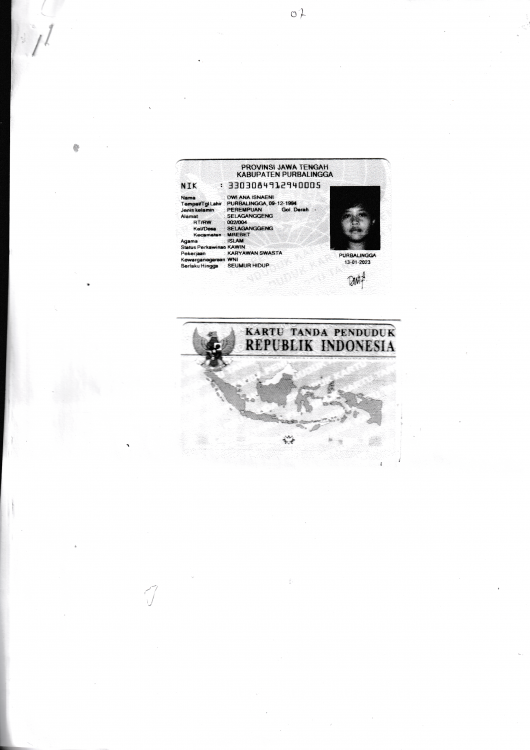 07
PROVINSI JAWA TENGAH
KABUPATEN PURBALINGGA
NIK : 3303084912940005
Nama : DWI ANA ISNAENI
Tempat/Tgl Lahir : PURBALINGGA, 09-12-1994
Jenis kelamin : PEREMPUAN Gol. Darah : -
Alamat : SELAGANGGENG
RT/RW : 002/004
Kel/Desa : SELAGANGGENG
Kecamatan : MREBET
Agama : ISLAM
Status Perkawinan: KAWIN
Pekerjaan : KARYAWAN SWASTA
Kewarganegaraan: WNI
Berlaku Hingga : SEUMUR HIDUP
PURBALINGGA
13-01-2023
KARTU TANDA PENDUDUK
REPUBLIK INDONESIA